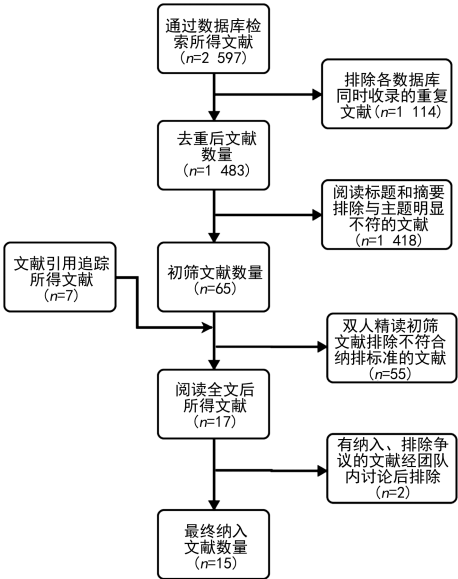 通过数据库检
索所得文献
(n=2 597)
排除各数据库
同时收录的重复
文献(n=1 114)
去重后文献
数量
(n=1 483)
阅读标题和摘要
排除与主题明显
不符的文献
(n=1 418)
初筛文献数量
(n=65)
文献引用追踪
所得文献
(n=7)
双人精读初筛
文献排除不符合
纳排标准的文献
(n=55)
阅读全文后
所得文献
(n=17)
有纳入、排除争
议的文献经团队
内讨论后排除
(n=2)
最终纳入
文献数量
(n=15)